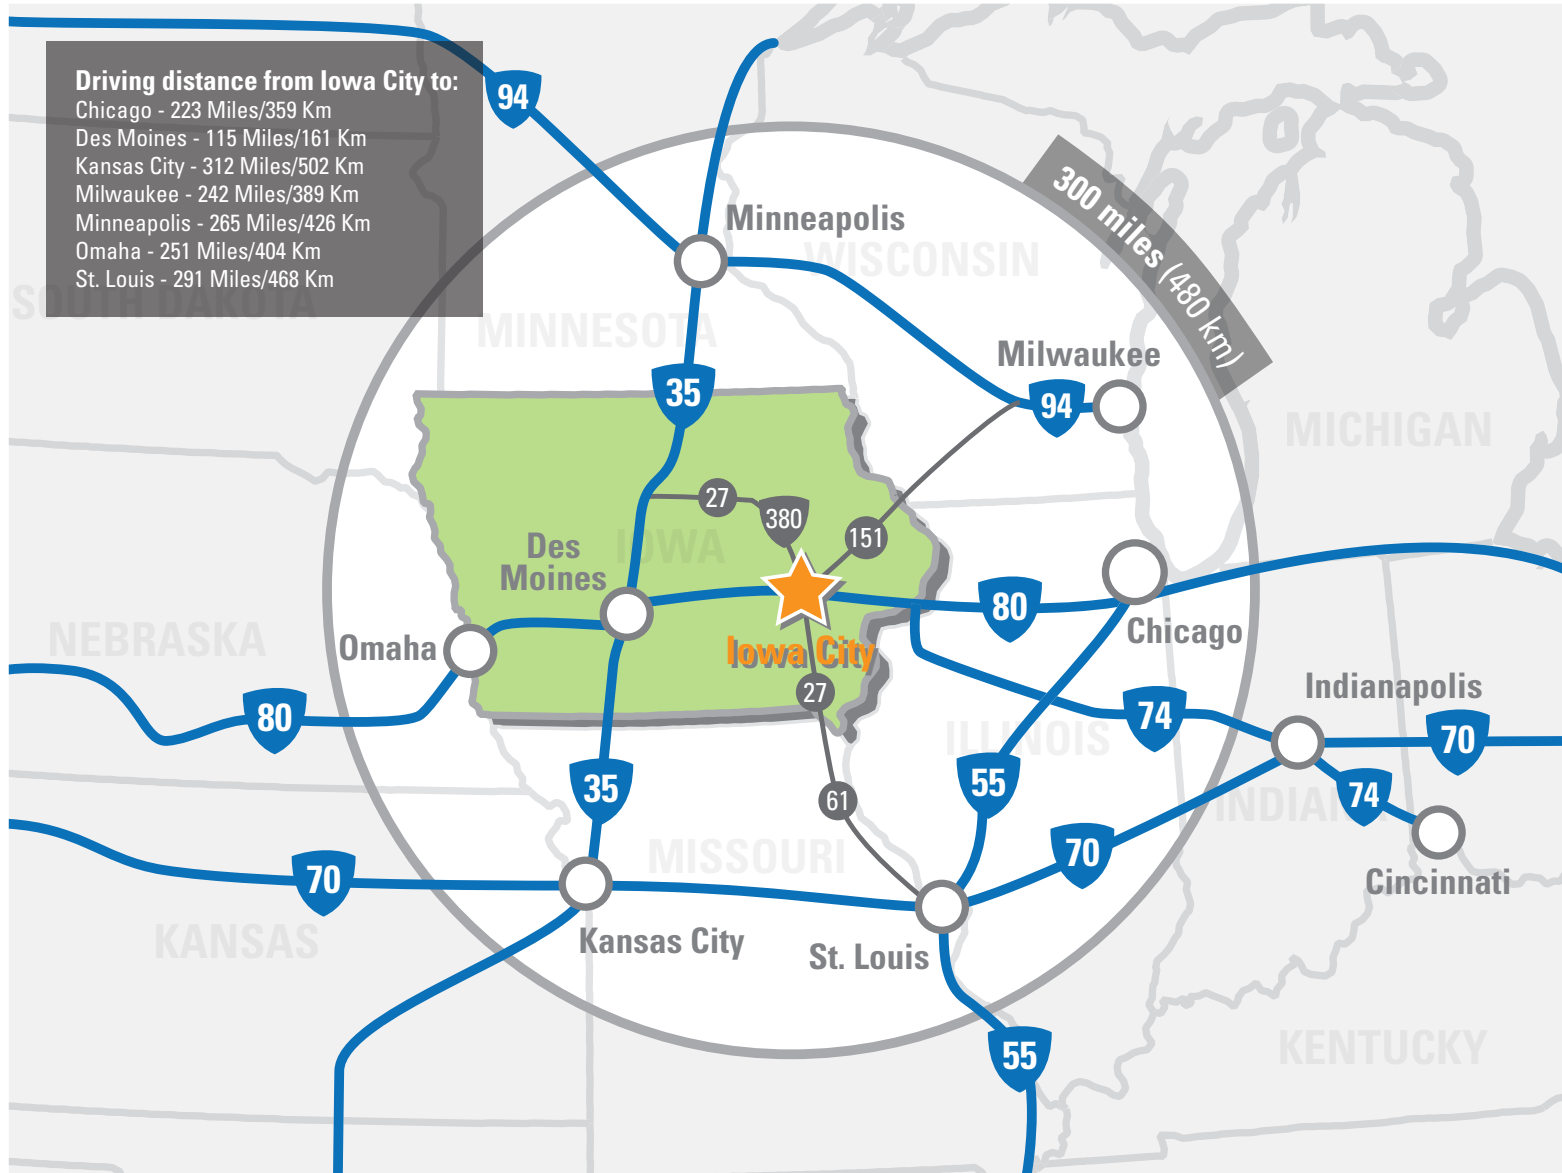 Driving distance from Iowa City to:
Chicago - 223 Miles/359 Km
Des Moines - 115 Miles/161 Km
Kansas City - 312 Miles/502 Km
Milwaukee - 242 Miles/389 Km
Minneapolis - 265 Miles/426 Km
Omaha - 251 Miles/404 Km
St. Louis - 291 Miles/468 Km
94
300 miles (480 km)
Minneapolis
WISCONSIN
SOUTH DAKOTA
MINNESOTA
Milwaukee
35
94
MICHIGAN
27
380
151
IOWA
Des
Moines
80
Chicago
NEBRASKA
Omaha
Iowa City
27
Indianapolis
80
74
ILLINOIS
70
35
55
74
61
INDIANA
MISSOURI
70
70
Cincinnati
KANSAS
Kansas City
St. Louis
55
KENTUCKY